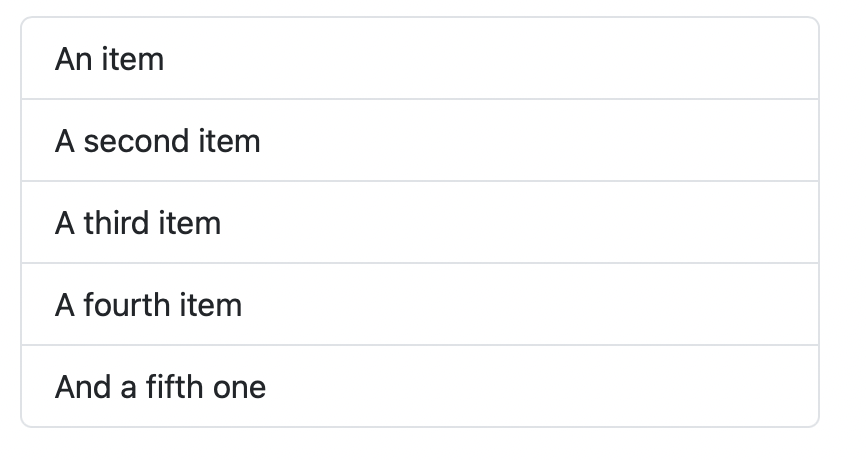 An item
A second item
A third item
A fourth item
And a fifth one